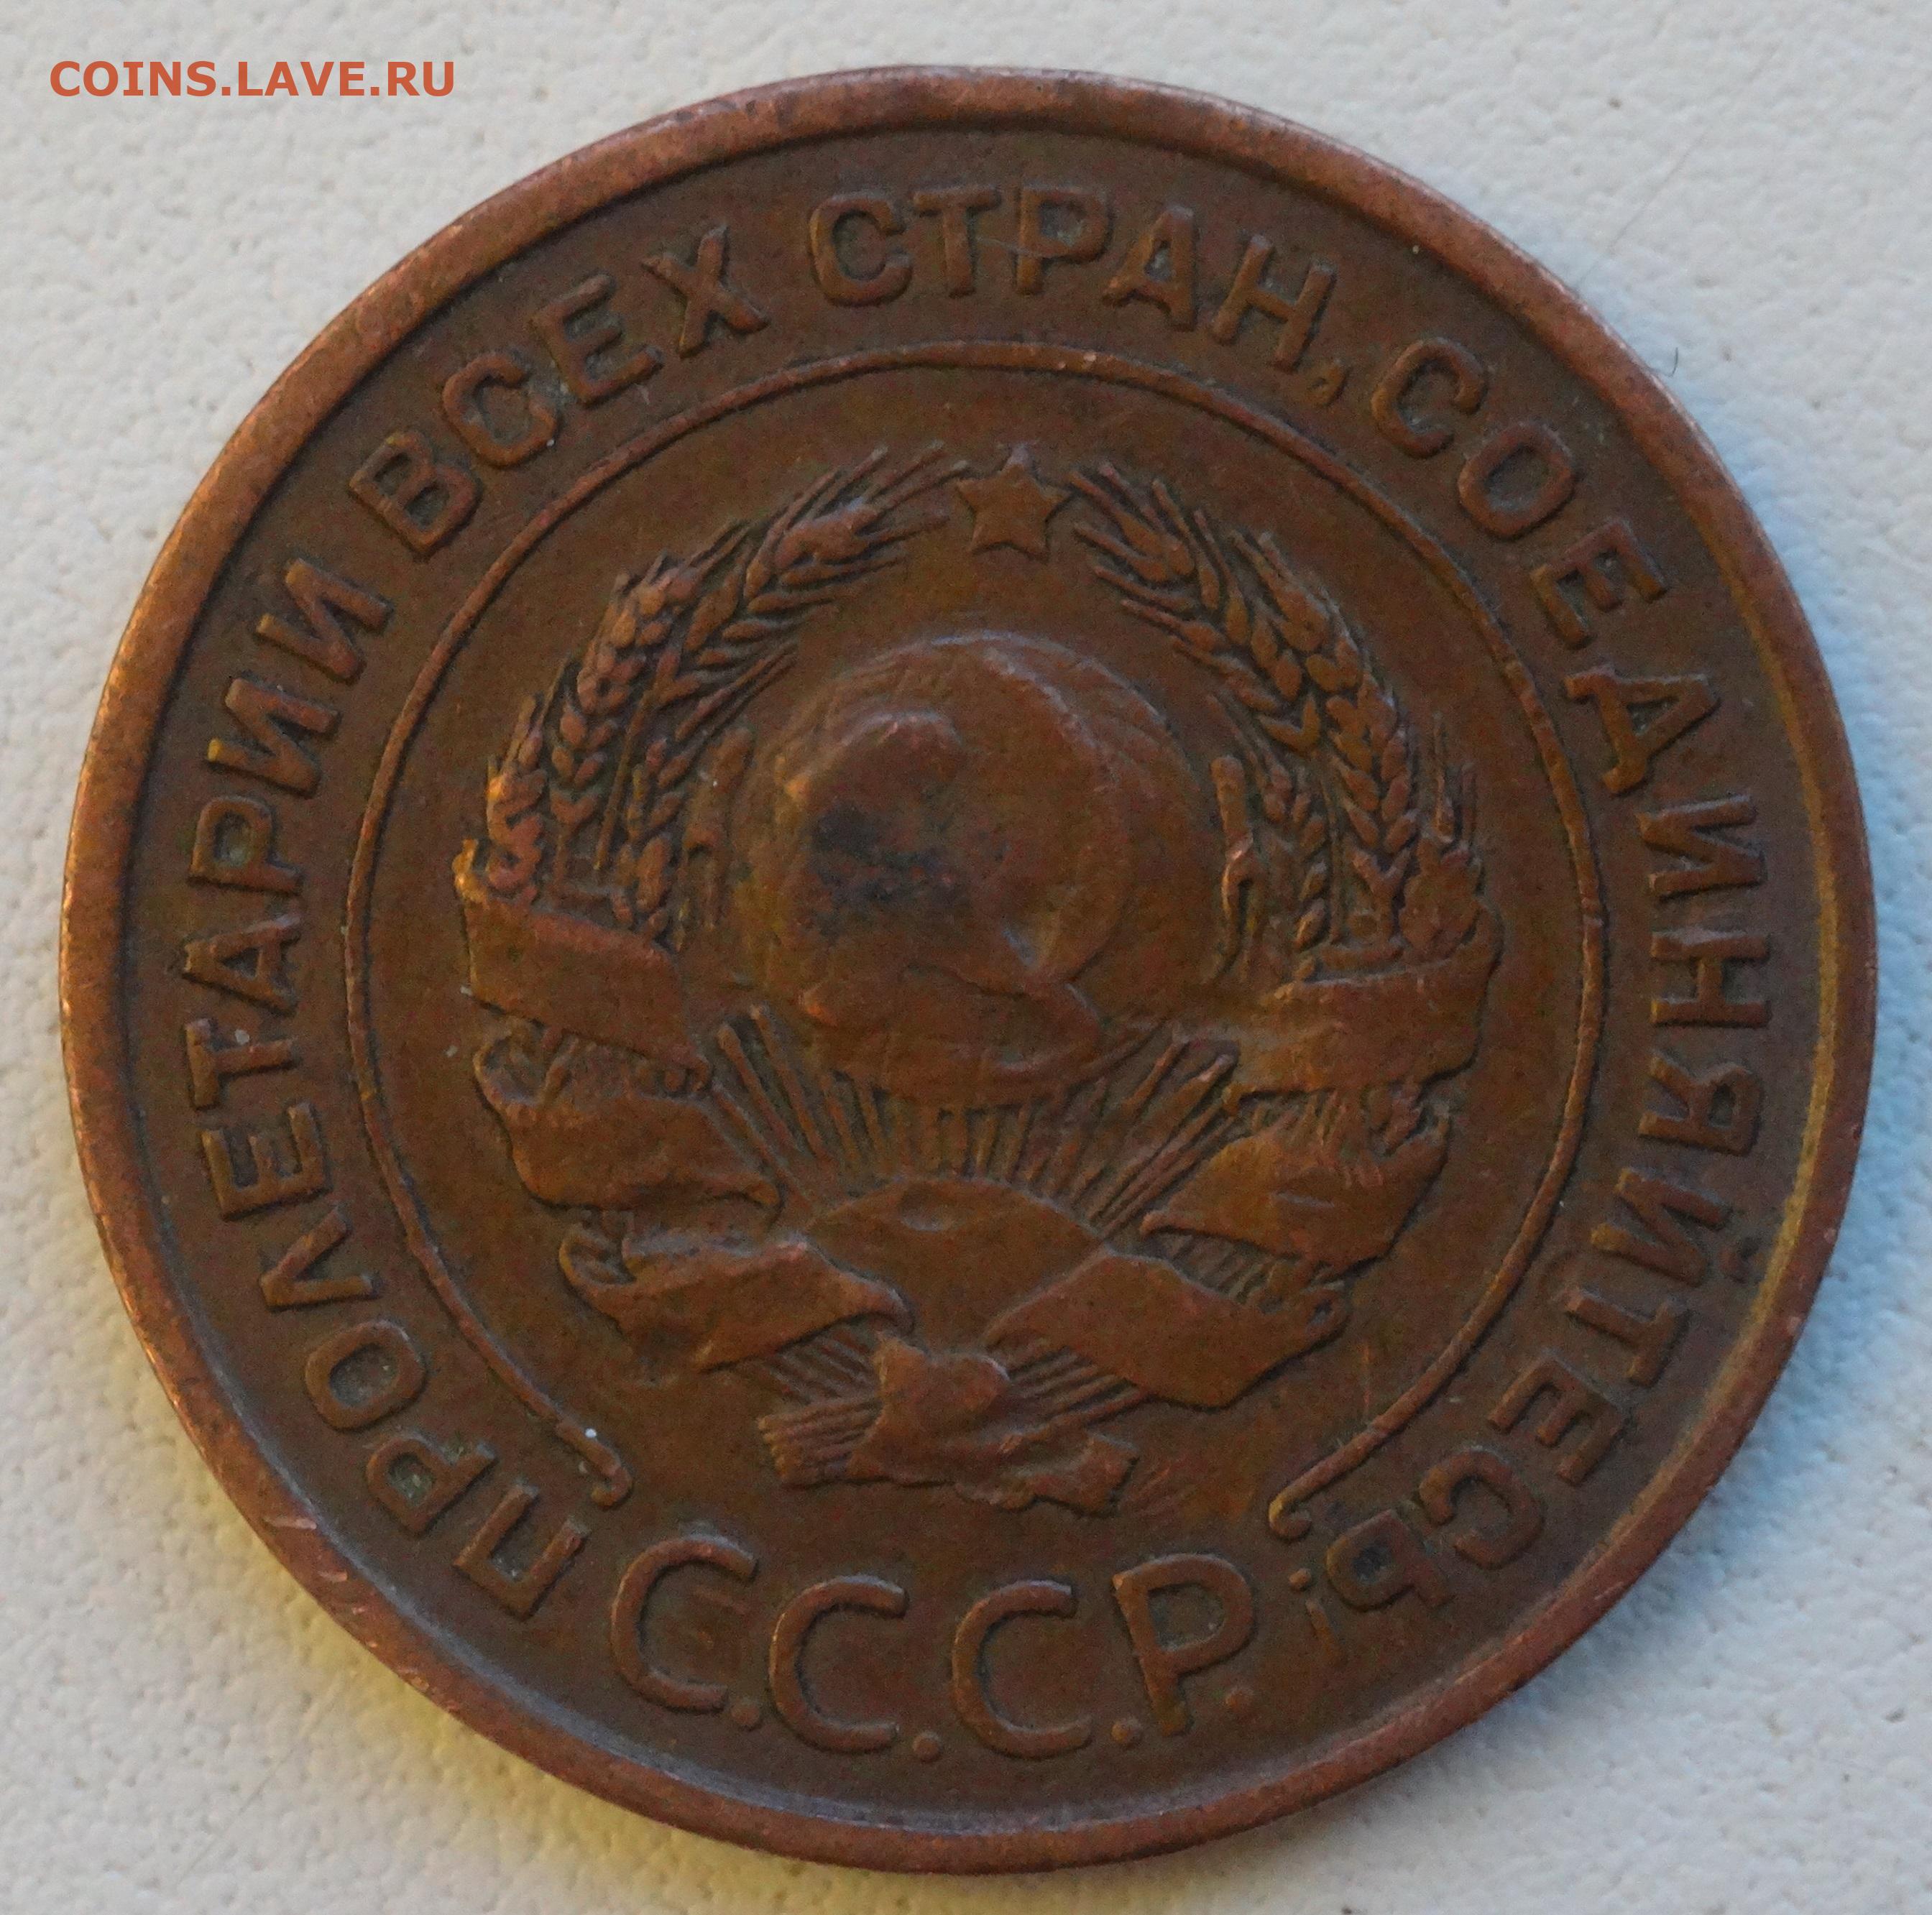 COINS.LAVE.RU
ПРОЛЕТАРИИ ВСЕХ СТРАН, СОЕДИНЯЙТЕСЬ!
С.С.С.Р.